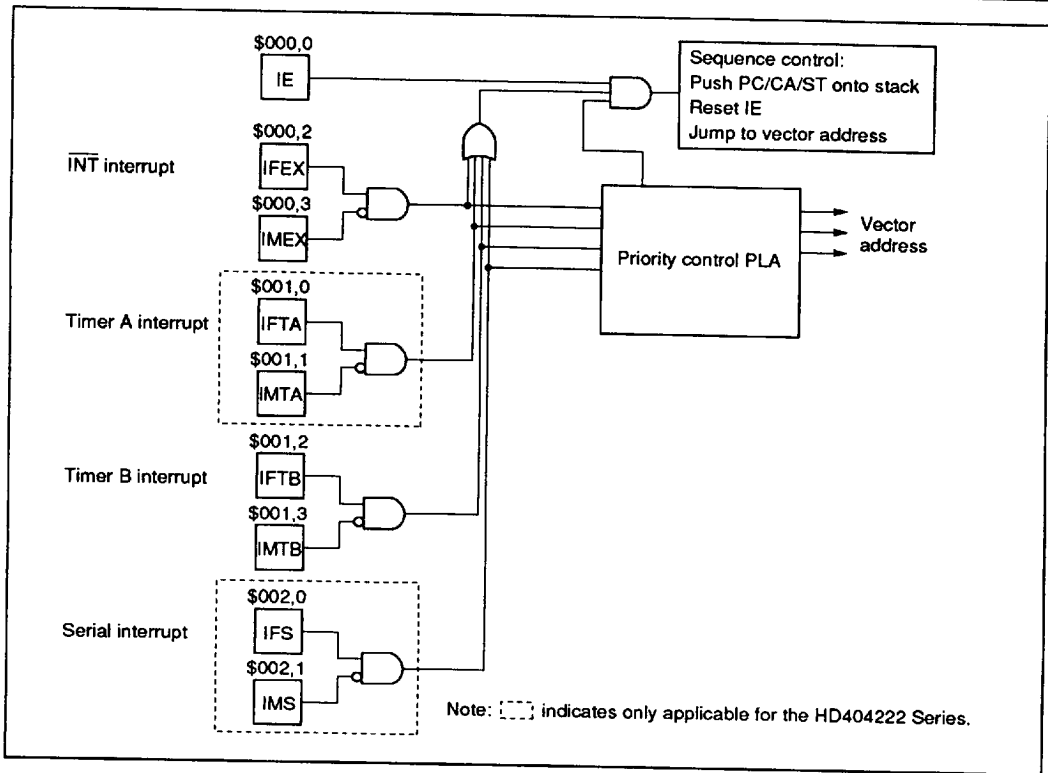 $000,0
IE
Sequence control:
Push PC/CA/ST onto stack
Reset IE
Jump to vector address
INT interrupt
$000,2
IFEX
$000,3
IMEX
Priority control PLA
Vector
address
Timer A interrupt
$001,0
IFTA
$001,1
IMTA
Timer B interrupt
$001,2
IFTB
$001,3
IMTB
Serial interrupt
$002,0
IFS
$002,1
IMS
Note: indicates only applicable for the HD404222 Series.